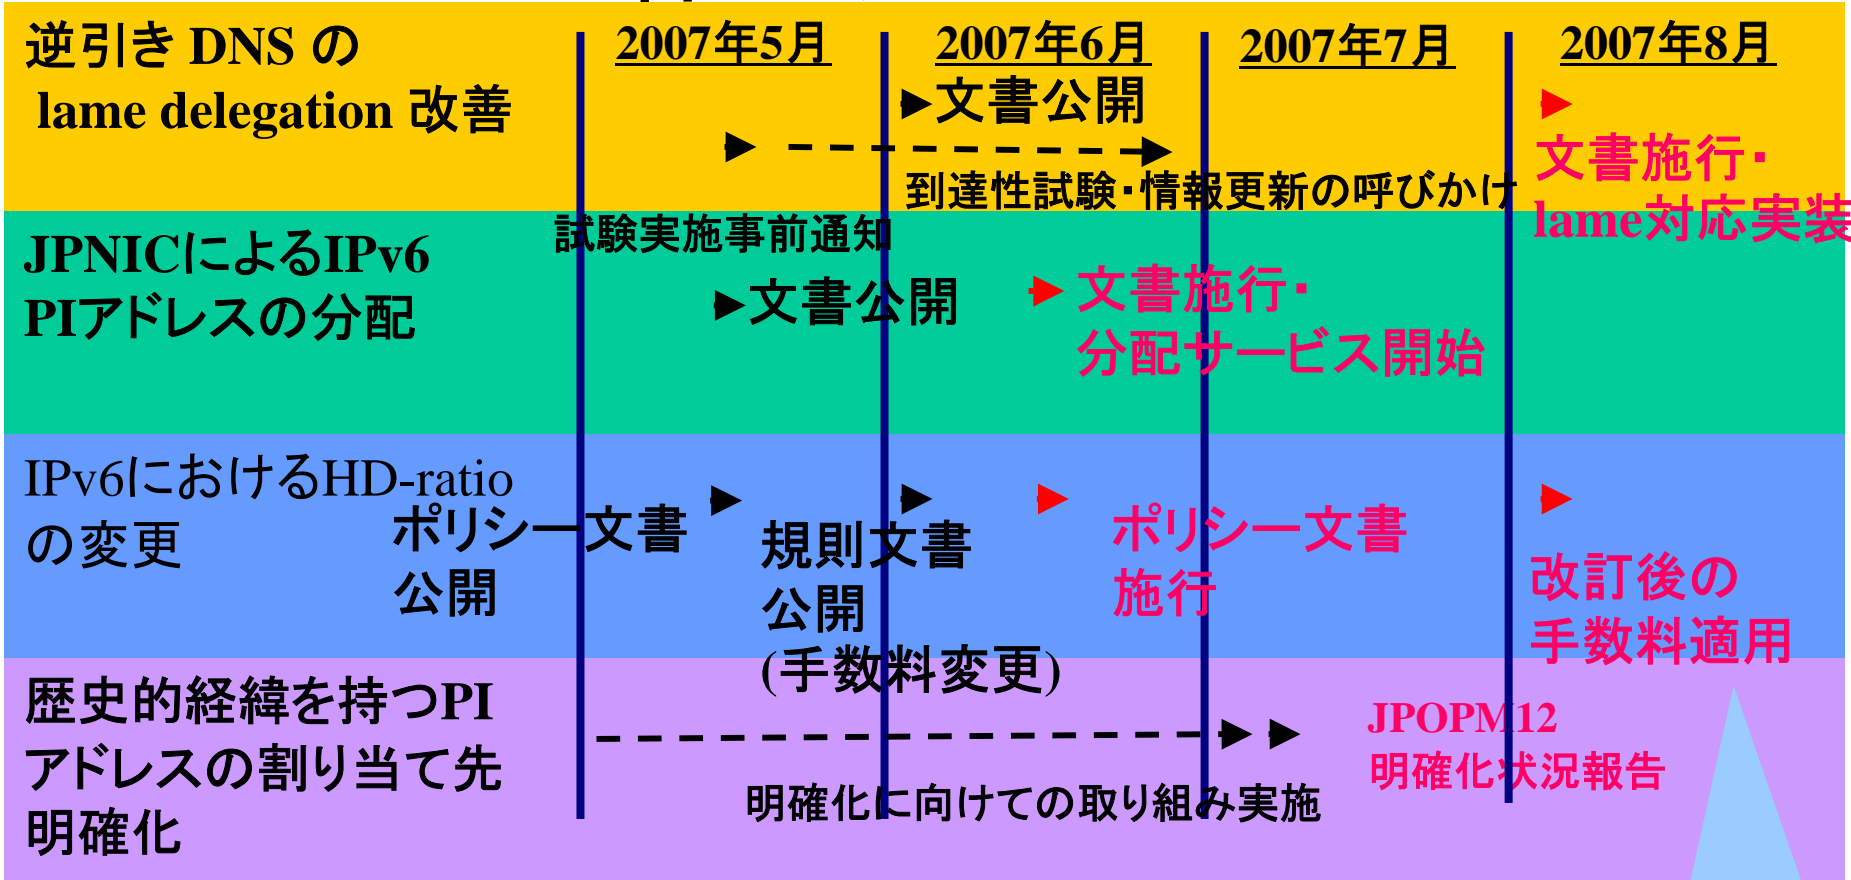 2007年5月
2007年6月
2007年7月
2007年8月
逆引き DNS の
lame delegation 改善
文書公開
到達性試験・情報更新の呼びかけ
試験実施事前通知
文書施行・
lame対応実装
JPNICによるIPv6
PIアドレスの分配
文書公開
文書施行・
分配サービス開始
IPv6におけるHD-ratio
の変更
ポリシー文書
公開
規則文書
公開
(手数料変更)
ポリシー文書
施行
改訂後の
手数料適用
歴史的経緯を持つPI
アドレスの割り当て先
明確化
明確化に向けての取り組み実施
JPOPM12
明確化状況報告